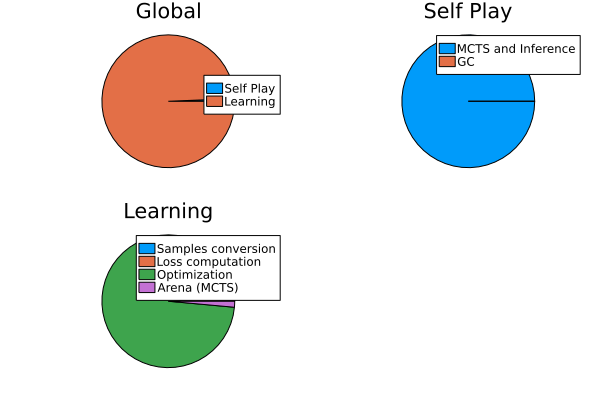 Global
Self Play
Learning
Self Play
MCTS and Inference
GC
Learning
Samples conversion
Loss computation
Optimization
Arena (MCTS)